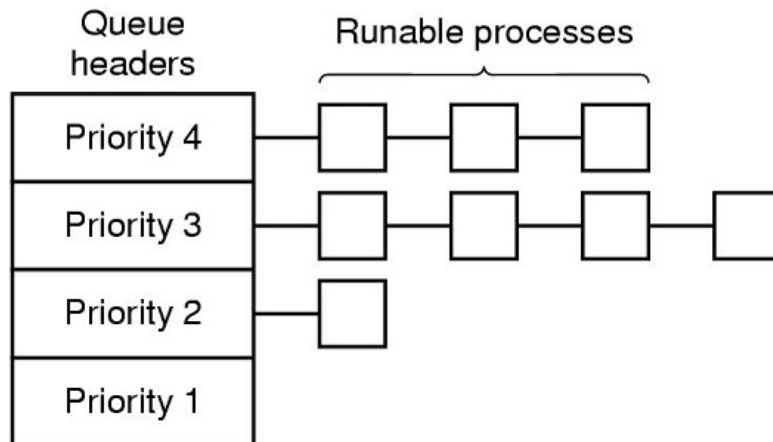 Queue
headers
Runable processes
Priority 4
Priority 3
Priority 2
Priority 1